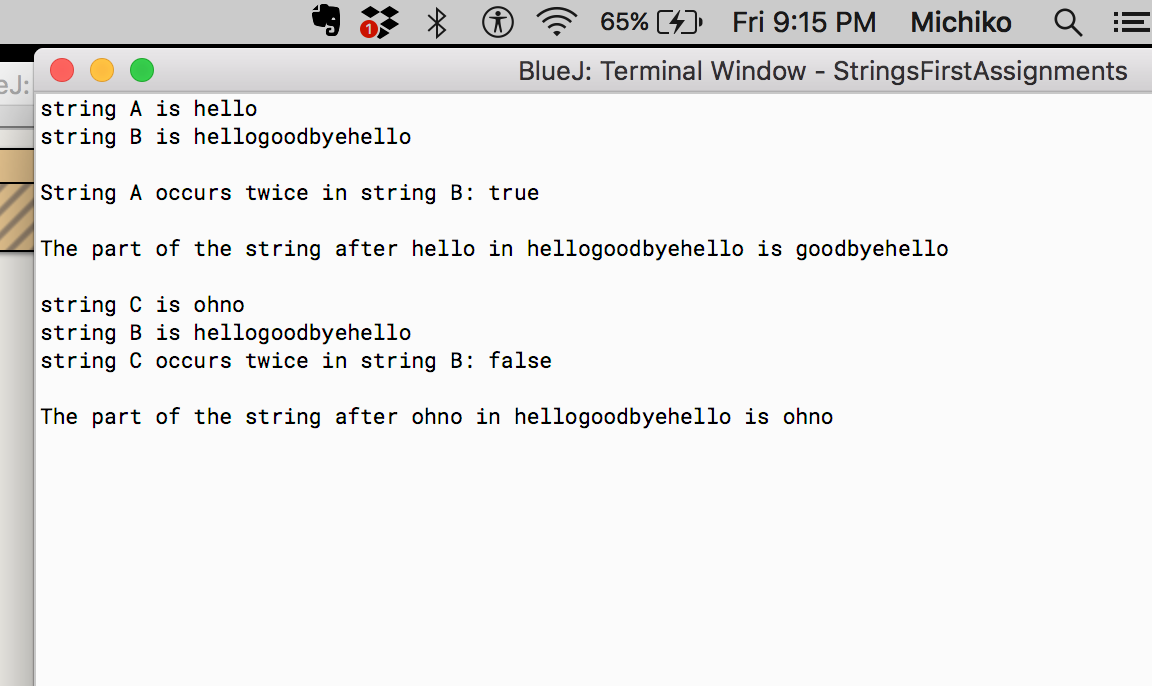 1
65%
Fri 9:15 PM
Michiko
eJ:
BlueJ: Terminal Window - StringsFirstAssignments
string A is hello
string B is hellogoodbyehello
String A occurs twice in string B: true
The part of the string after hello in hellogoodbyehello is goodbyehello
string C is ohno
string B is hellogoodbyehello
string C occurs twice in string B: false
The part of the string after ohno in hellogoodbyehello is ohno